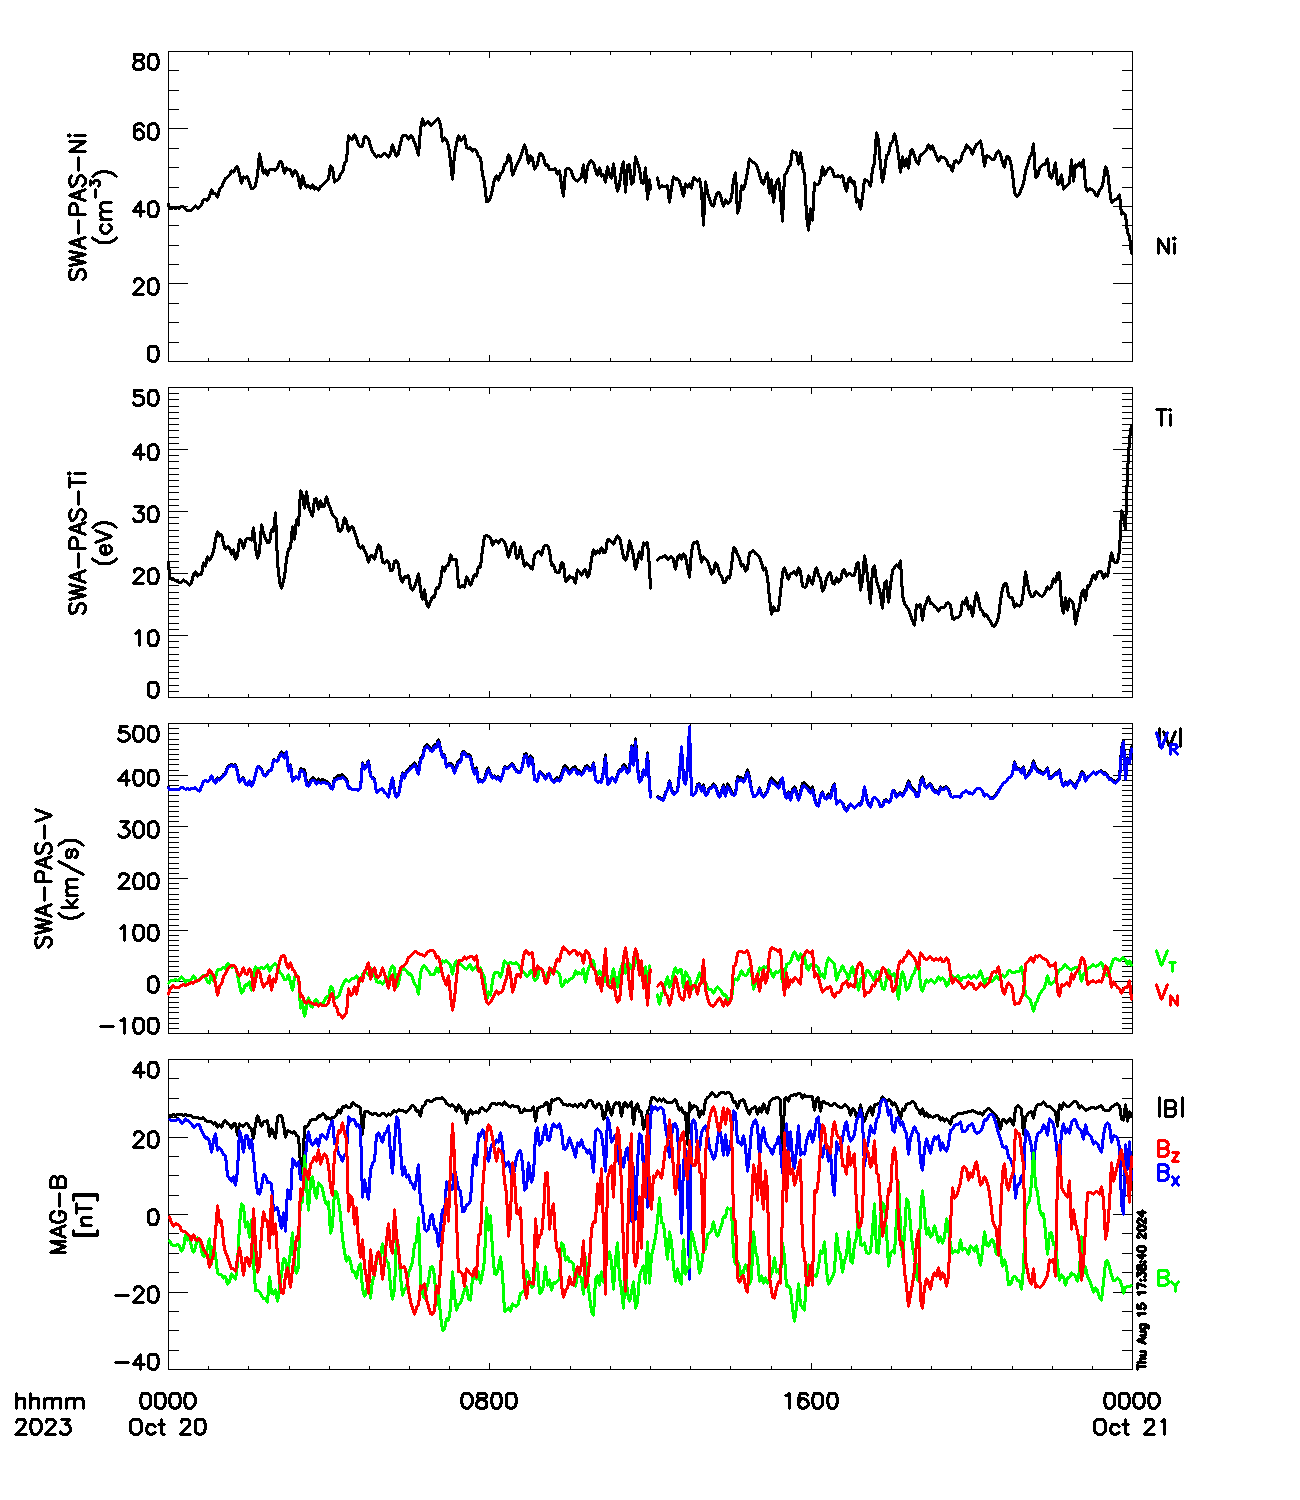 80
60
40
20
0
SWA-PAS-Ni
(cm-3)
Ni
50
40
30
20
10
0
SWA-PAS-Ti
(eV)
Ti
500
400
300
200
100
0
-100
SWA-PAS-V
(km/s)
|V|
VR
VT
VN
40
20
0
-20
-40
MAG-B
[nT]
|B|
BZ
BX
BY
Thu Aug 15 17:38:40 2024
hhmm 0000 0800 1600 0000
2023 Oct 20 Oct 21